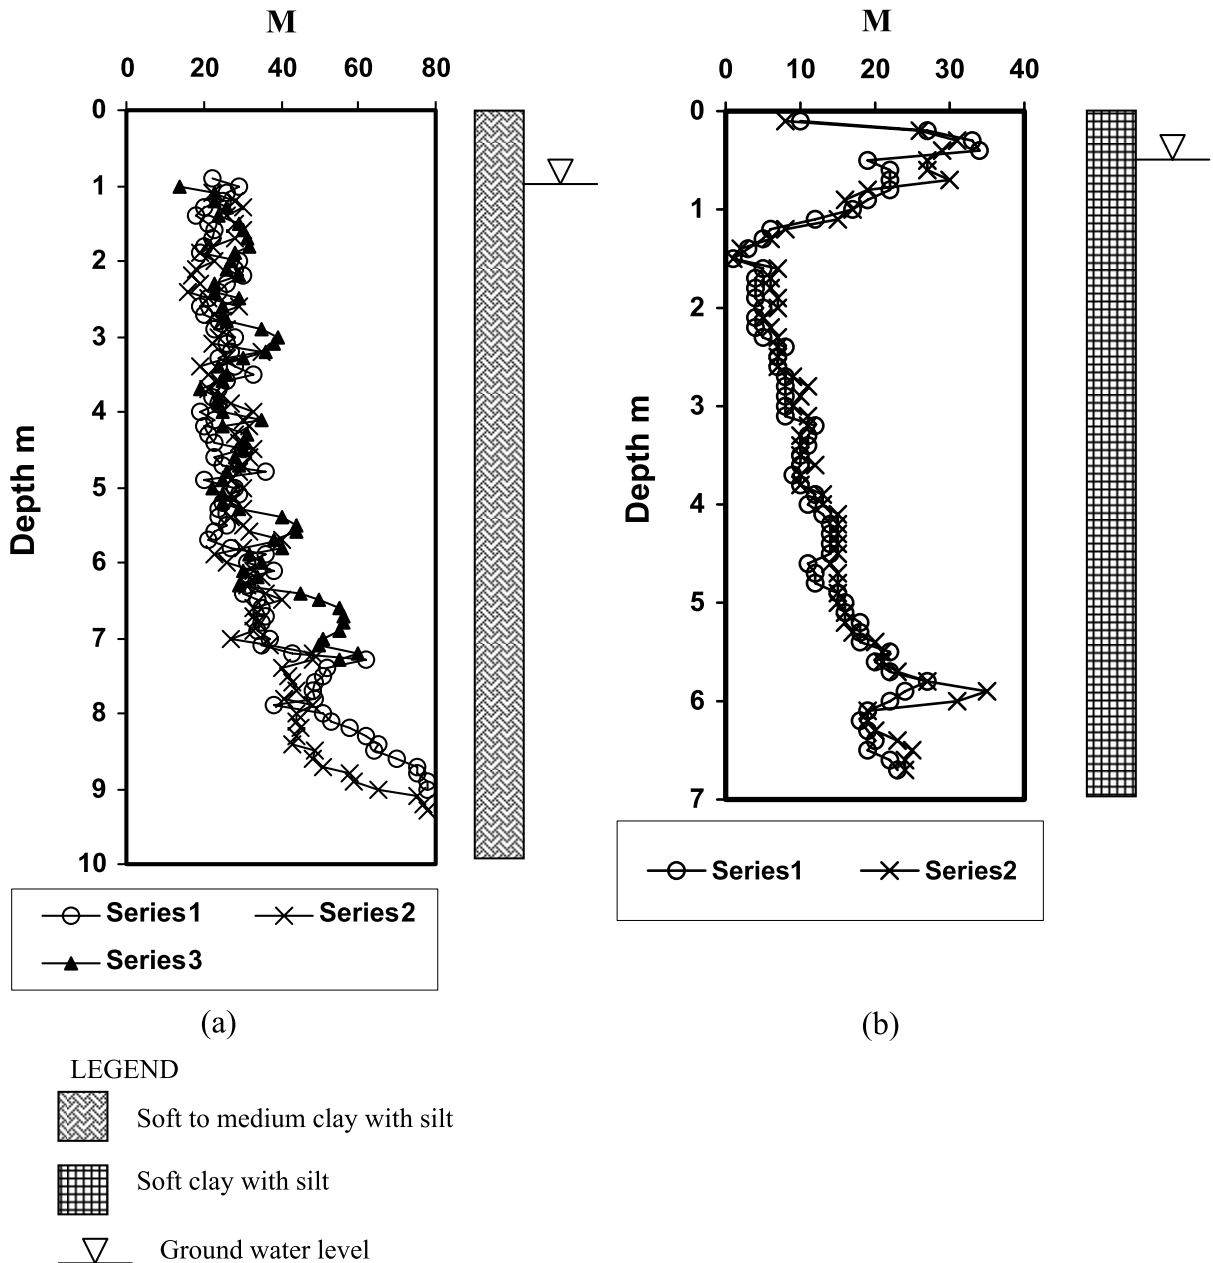 M
0 20 40 60 80
0
1
2
3
4
5
6
7
8
9
10
Depth m
Series1 Series2
Series3
(a)
M
0 10 20 30 40
0
1
2
3
4
5
6
7
Depth m
Series1 Series2
(b)
LEGEND
Soft to medium clay with silt
Soft clay with silt
Ground water level